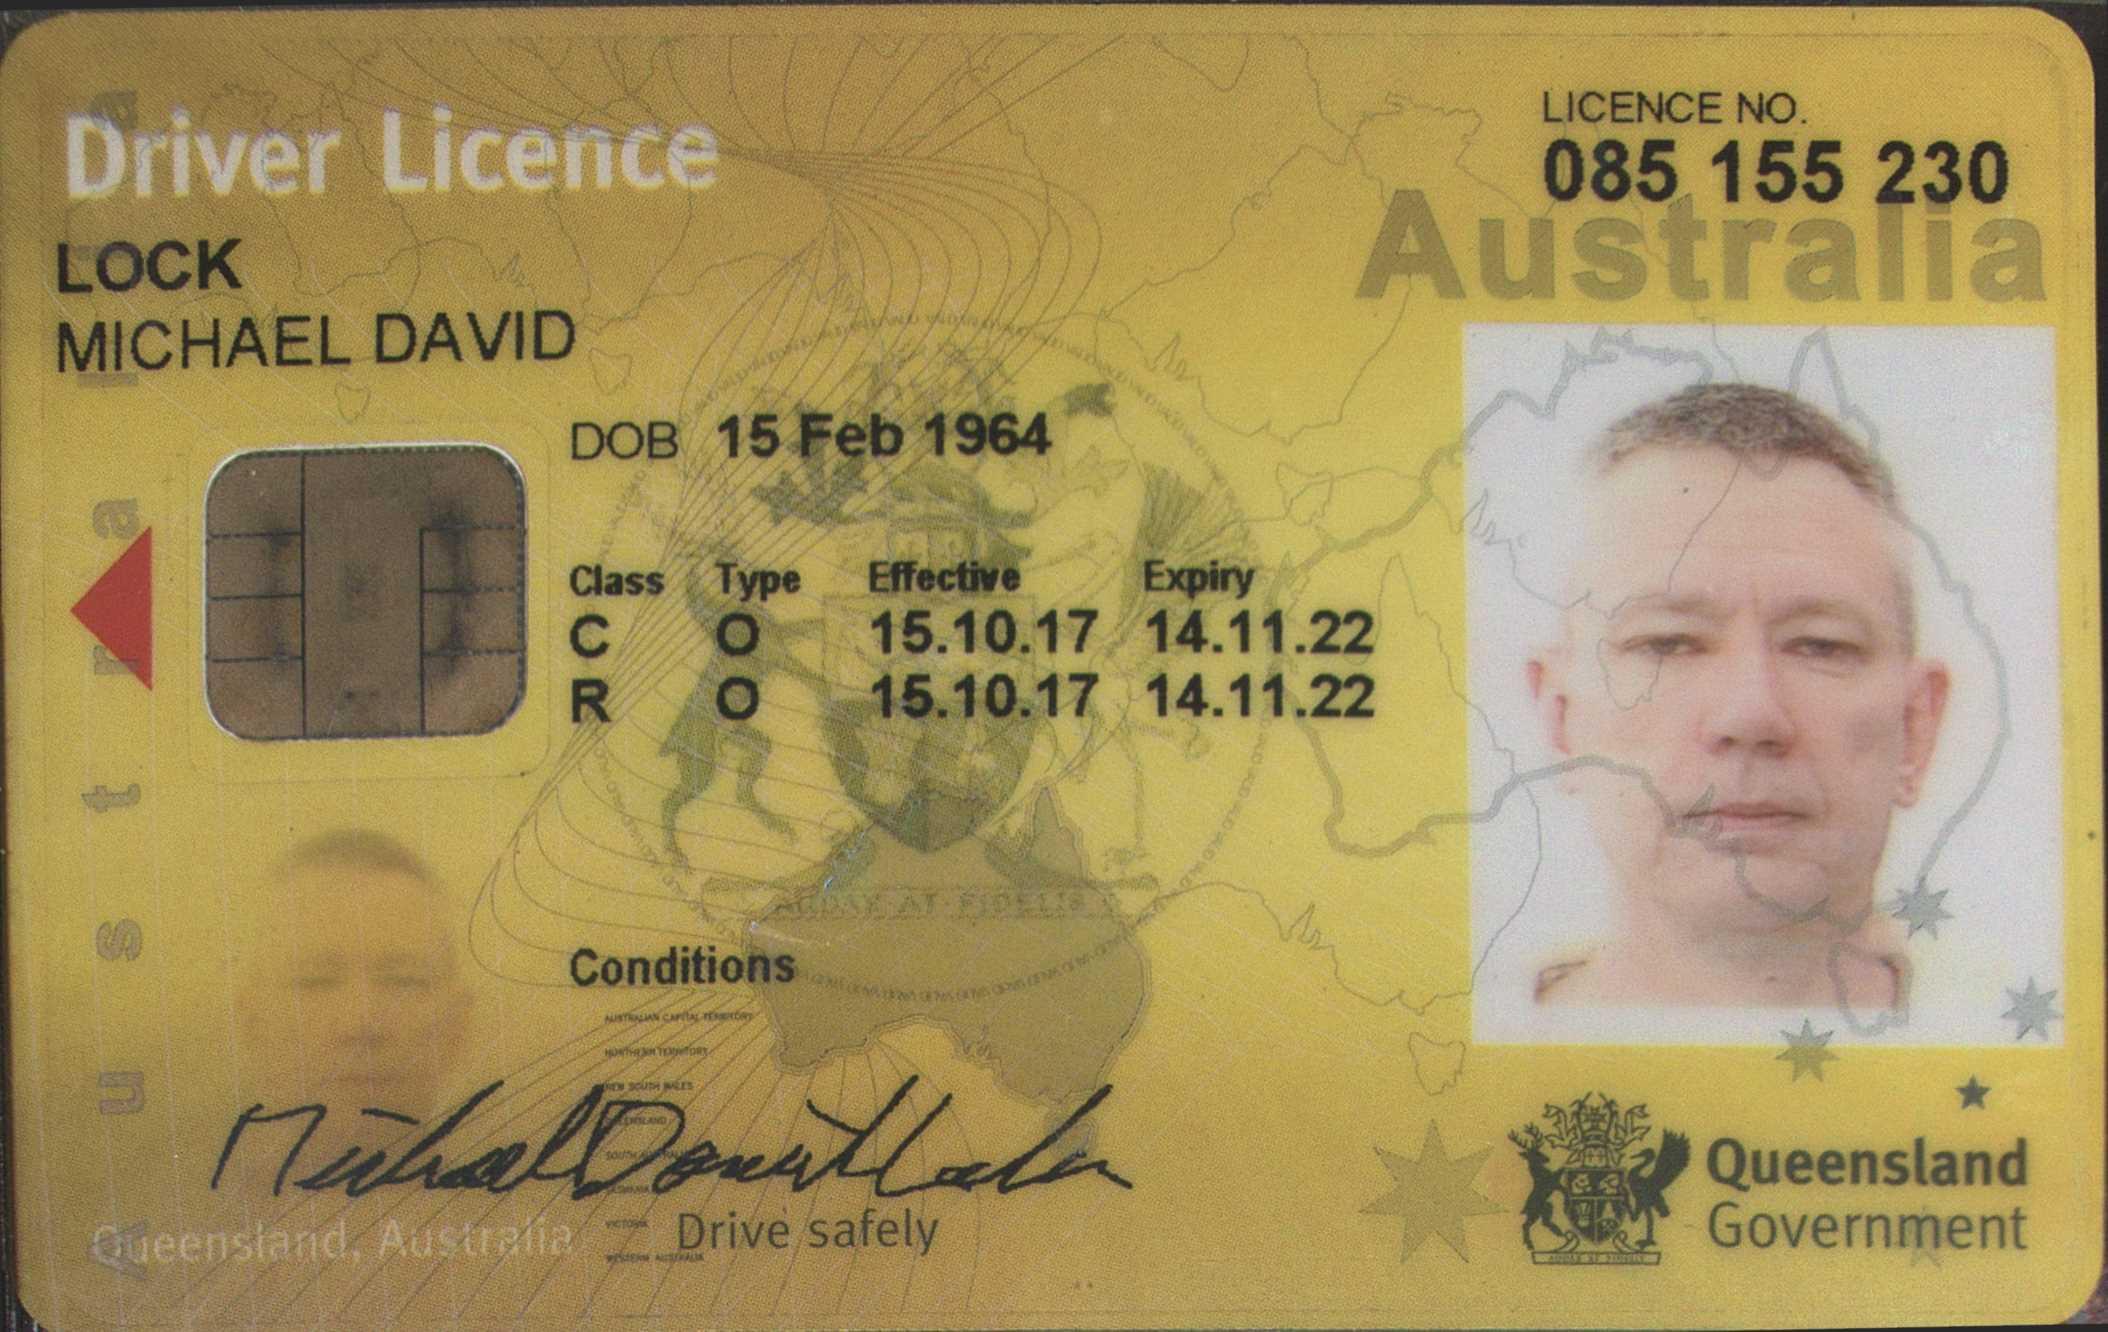 Driver Licence
LICENCE NO.
085 155 230
Australia
LOCK
MICHAEL DAVID
DOB 15 Feb 1964
Class Type Effective Expiry
C O 15.10.17 14.11.22
R O 15.10.17 14.11.22
AUDAX AT FIDELIS
Conditions
AUSTRALIAN CAPITAL TERRITORY
NORTHERN TERRITORY
NEW SOUTH WALES
QUEENSLAND
VICTORIA
WESTERN AUSTRALIA
Michael David Lock
Queensland, Australia
Drive safely
Queensland
Government
AUDAX AT FIDELIS
Australia